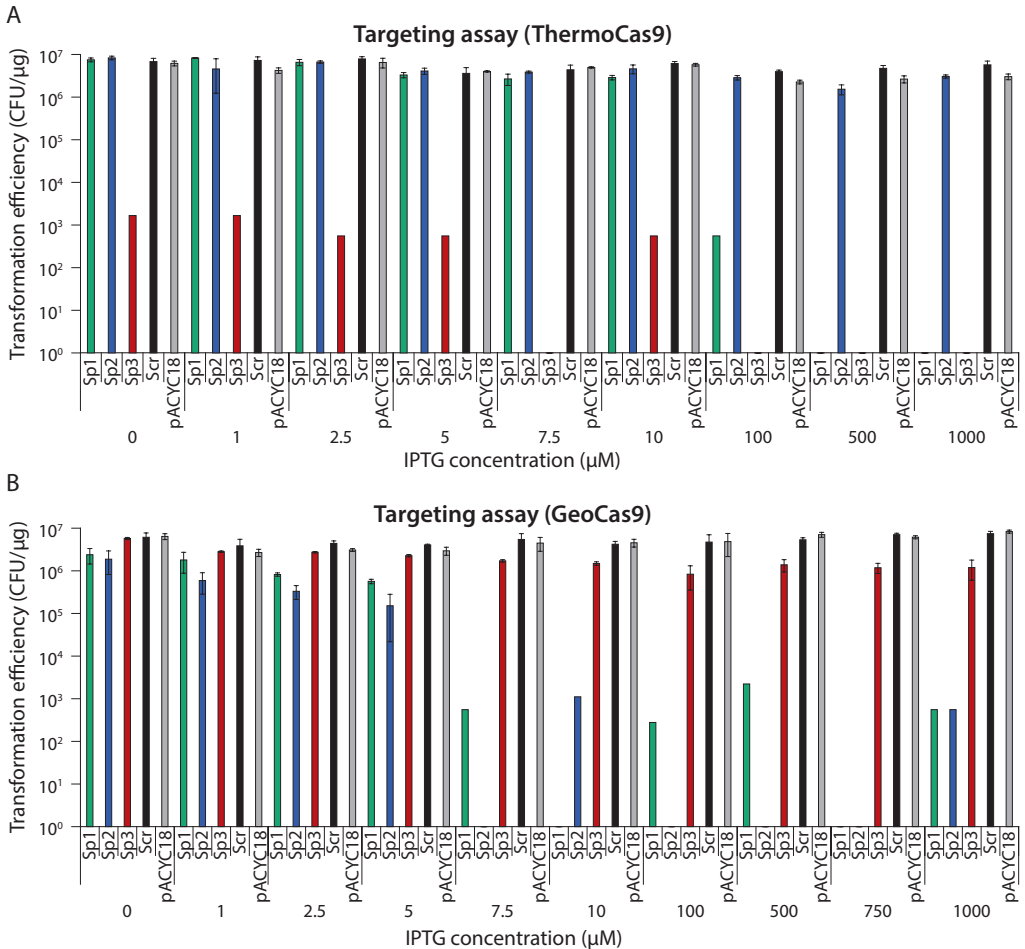 A
Targeting assay (ThermoCas9)
Transformation efficiency (CFU/µg)
10⁷
10⁶
10⁵
10⁴
10³
10²
10¹
10⁰
Sp1 Sp2 Sp3 Scr pACYC18 Sp1 Sp2 Sp3 Scr pACYC18 Sp1 Sp2 Sp3 Scr pACYC18 Sp1 Sp2 Sp3 Scr pACYC18 Sp1 Sp2 Sp3 Scr pACYC18 Sp1 Sp2 Sp3 Scr pACYC18 Sp1 Sp2 Sp3 Scr pACYC18 Sp1 Sp2 Sp3 Scr pACYC18 Sp1 Sp2 Sp3 Scr pACYC18
0 1 2.5 5 7.5 10 100 500 1000
IPTG concentration (µM)
B
Targeting assay (GeoCas9)
Transformation efficiency (CFU/µg)
10⁷
10⁶
10⁵
10⁴
10³
10²
10¹
10⁰
Sp1 Sp2 Sp3 Scr pACYC18 Sp1 Sp2 Sp3 Scr pACYC18 Sp1 Sp2 Sp3 Scr pACYC18 Sp1 Sp2 Sp3 Scr pACYC18 Sp1 Sp2 Sp3 Scr pACYC18 Sp1 Sp2 Sp3 Scr pACYC18 Sp1 Sp2 Sp3 Scr pACYC18 Sp1 Sp2 Sp3 Scr pACYC18 Sp1 Sp2 Sp3 Scr pACYC18 Sp1 Sp2 Sp3 Scr pACYC18
0 1 2.5 5 7.5 10 100 500 750 1000
IPTG concentration (µM)